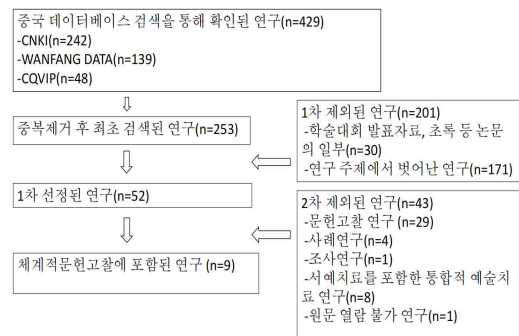 중국 데이터베이스 검색을 통해 확인된 연구(n=429)
-CNKI(n=242)
-WANFANG DATA(n=139)
-CQVIP(n=48)
중복제거 후 최초 검색된 연구(n=253)
1차 제외된 연구(n=201)
-학술대회 발표자료, 초록 등 논문
의 일부(n=30)
-연구 주제에서 벗어난 연구(n=171)
1차 선정된 연구(n=52)
2차 제외된 연구(n=43)
-문헌고찰 연구(n=29)
-사례연구(n=4)
-조사연구(n=1)
-서예치료를 포함한 통합적 예술치
료 연구(n=8)
-원문 열람 불가 연구(n=1)
체계적문헌고찰에 포함된 연구 (n=9)